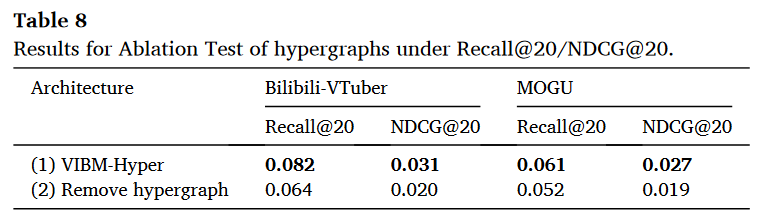 Table 8
Results for Ablation Test of hypergraphs under Recall@20/NDCG@20.
Architecture Bilibili-VTuber MOGU
Recall@20 NDCG@20 Recall@20 NDCG@20
(1) VIBM-Hyper 0.082 0.031 0.061 0.027
(2) Remove hypergraph 0.064 0.020 0.052 0.019